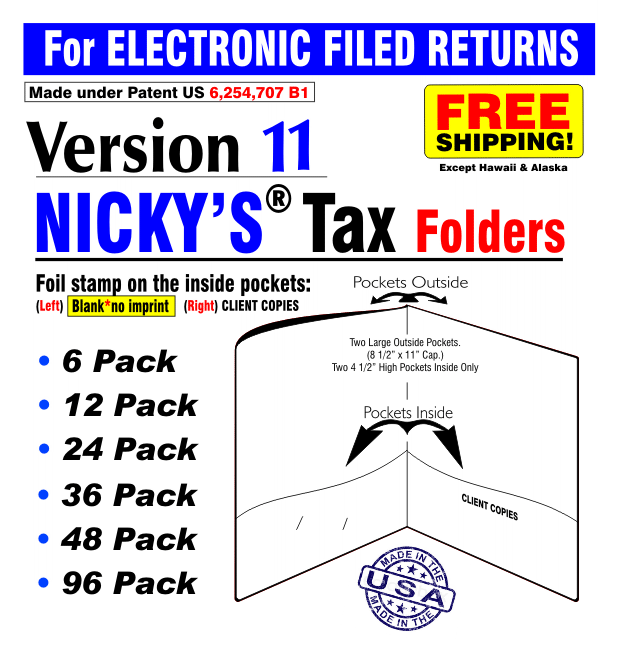 For ELECTRONIC FILED RETURNS
Made under Patent US 6,254,707 B1
FREE
SHIPPING!
Except Hawaii & Alaska
Version 11
NICKY'S® Tax Folders
Foil stamp on the inside pockets:
(Left) Blank*no imprint (Right) CLIENT COPIES
Pockets Outside
Two Large Outside Pockets.
(8 1/2" x 11" Cap.)
Two 4 1/2" High Pockets Inside Only
Pockets Inside
CLIENT COPIES
• 6 Pack
• 12 Pack
• 24 Pack
• 36 Pack
• 48 Pack
• 96 Pack
MADE IN THE
USA
MADE IN THE